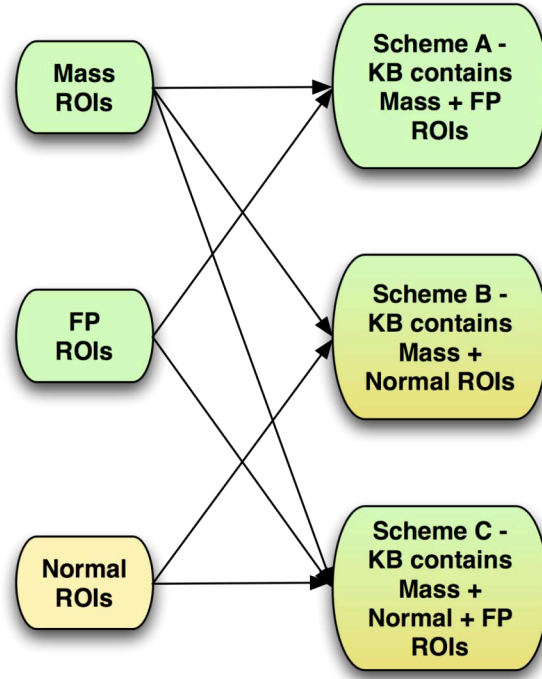 Mass
ROIs
Scheme A -
KB contains
Mass + FP
ROIs
FP
ROIs
Scheme B -
KB contains
Mass +
Normal ROIs
Normal
ROIs
Scheme C -
KB contains
Mass +
Normal + FP
ROIs